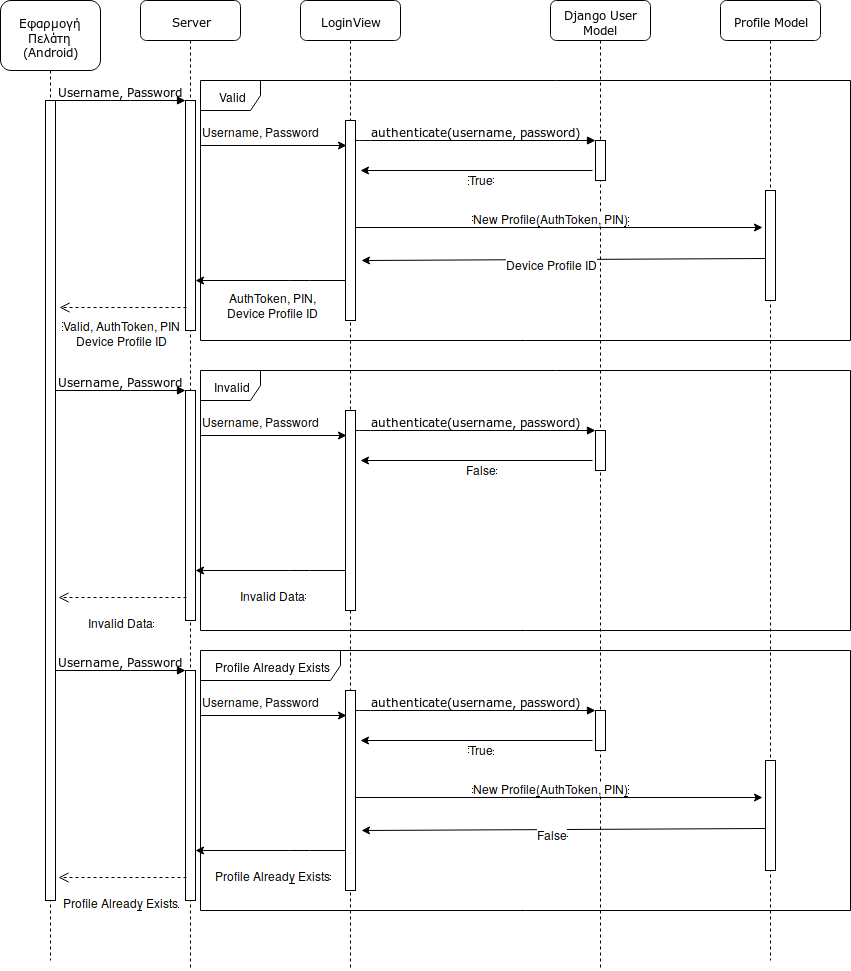 Εφαρμογή
Πελάτη
(Android)
Server
LoginView
Django User
Model
Profile Model
Username, Password
Valid
Username, Password
authenticate(username, password)
True
New Profile(AuthToken, PIN)
Device Profile ID
AuthToken, PIN,
Device Profile ID
Valid, AuthToken, PIN
Device Profile ID
Username, Password
Invalid
Username, Password
authenticate(username, password)
False
Invalid Data
Invalid Data
Username, Password
Profile Already Exists
Username, Password
authenticate(username, password)
True
New Profile(AuthToken, PIN)
False
Profile Already Exists
Profile Already Exists